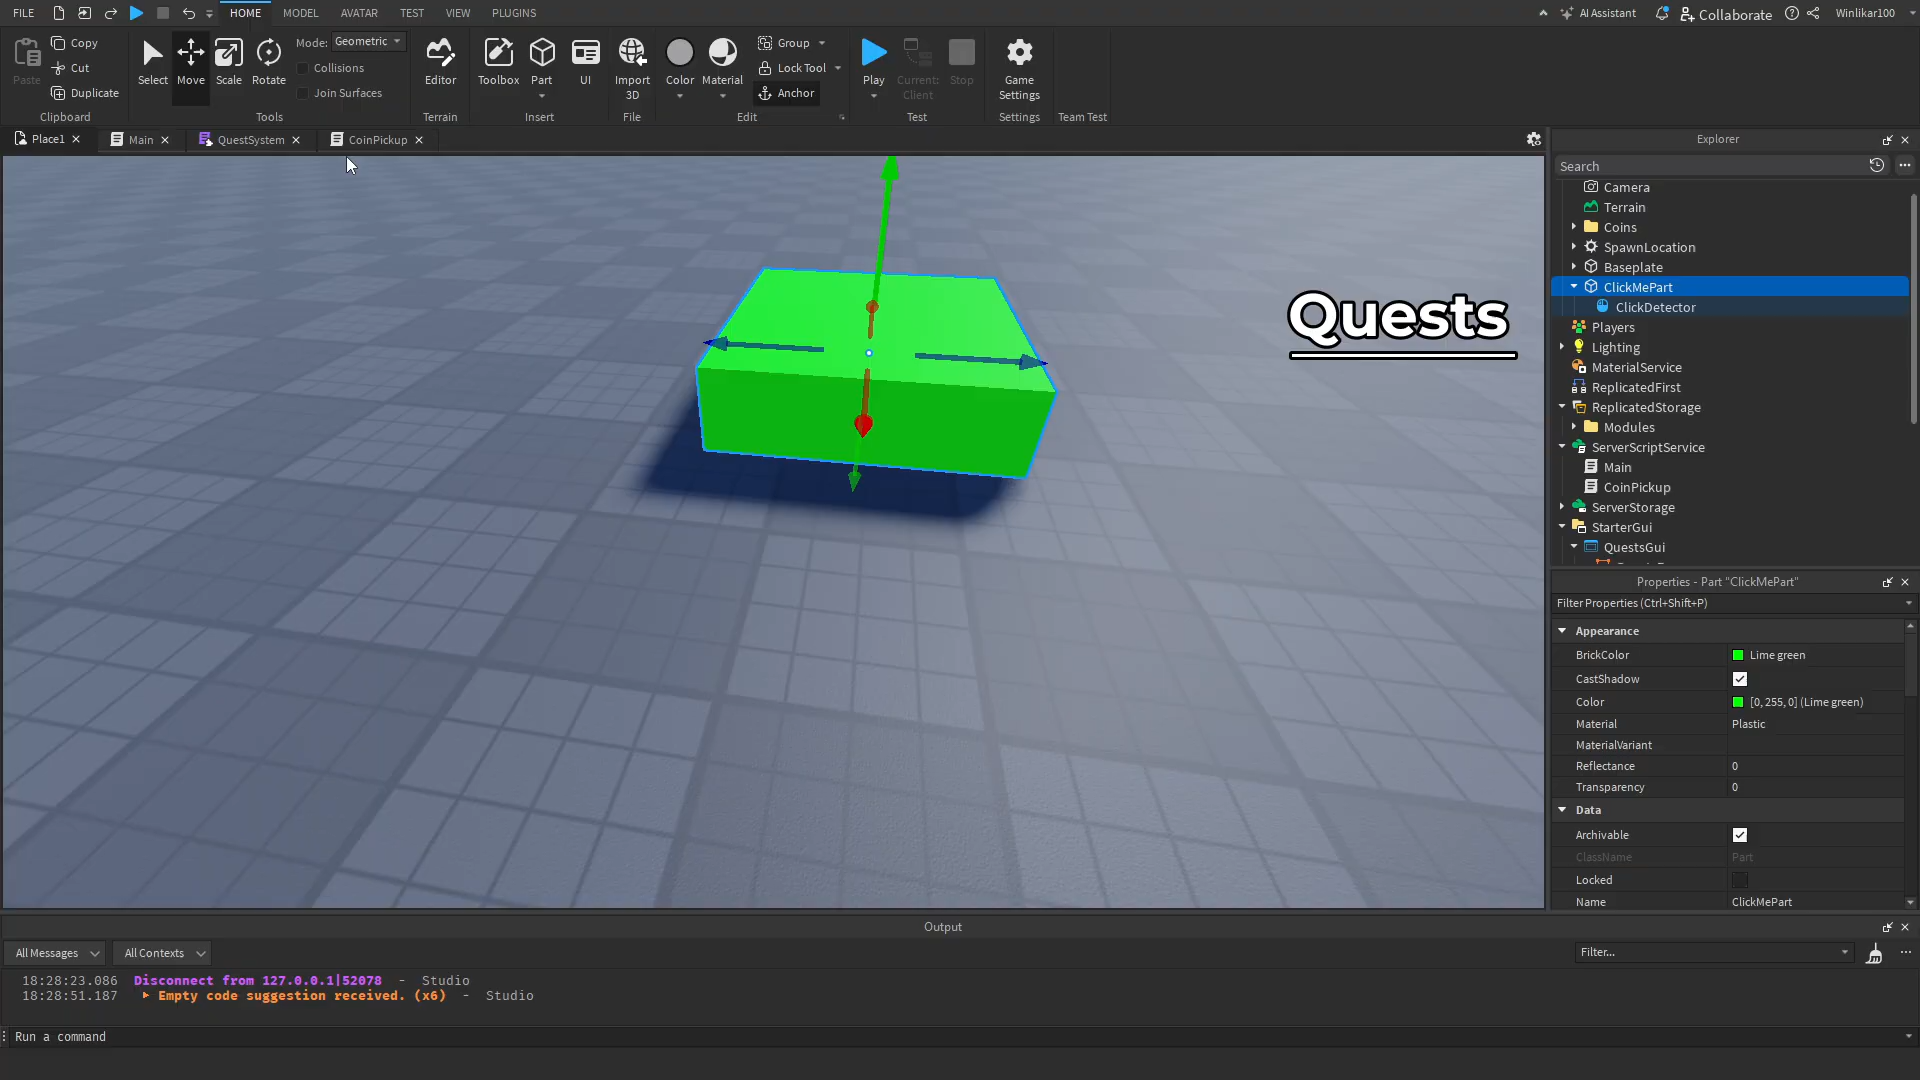 FILE HOME MODEL AVATAR TEST VIEW PLUGINS AI Assistant Collaborate Winlikar100
Paste Copy Cut Duplicate Clipboard
Select Move Scale Rotate Mode: Geometric Collisions Join Surfaces Tools
Editor Terrain
Toolbox Part UI Insert
Import 3D File
Color Material Group Lock Tool Anchor Edit
Play Current: Client Stop Test
Game Settings Settings
Team Test
Place1 Main QuestSystem CoinPickup
Quests
Explorer
Search
Camera
Terrain
Coins
SpawnLocation
Baseplate
ClickMePart
ClickDetector
Players
Lighting
MaterialService
ReplicatedFirst
ReplicatedStorage
Modules
ServerScriptService
Main
CoinPickup
ServerStorage
StarterGui
QuestsGui
Properties - Part "ClickMePart"
Filter Properties (Ctrl+Shift+P)
Appearance
BrickColor Lime green
CastShadow
Color [0, 255, 0] (Lime green)
Material Plastic
MaterialVariant
Reflectance 0
Transparency 0
Data
Archivable
ClassName Part
Locked
Name ClickMePart
Output
All Messages All Contexts Filter...
18:28:23.086 Disconnect from 127.0.0.1|52078 - Studio
18:28:51.187 Empty code suggestion received. (x6) - Studio
Run a command